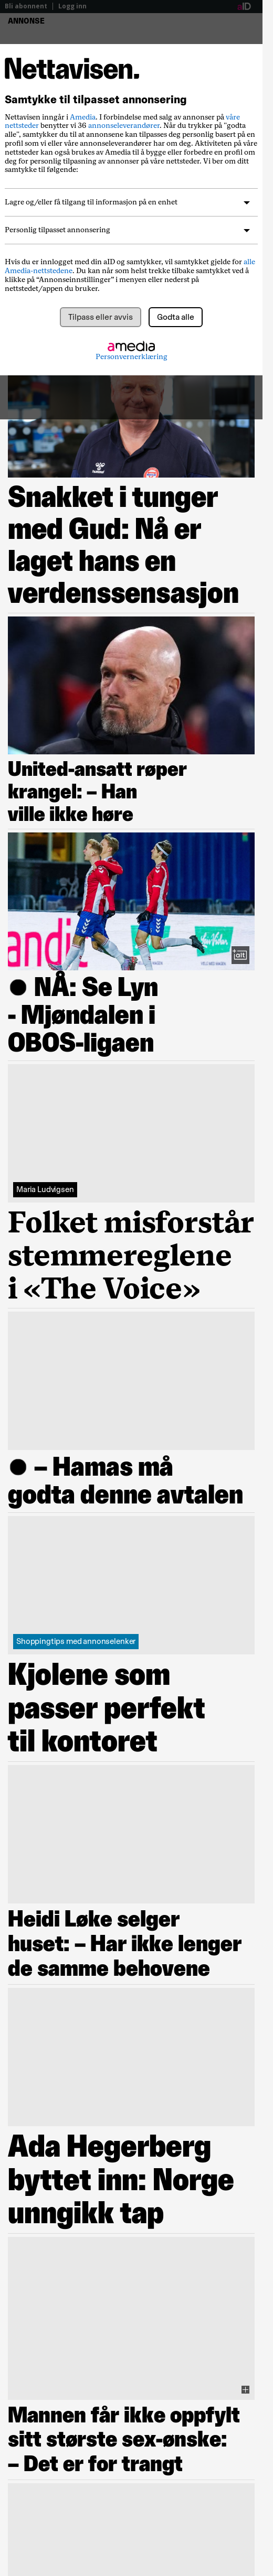 Bli abonnent | Logg inn
aID
ANNONSE
Nettavisen.
Samtykke til tilpasset annonsering
Nettavisen inngår i Amedia. I forbindelse med salg av annonser på våre
nettsteder benytter vi 36 annonseleverandører. Når du trykker på "godta
alle", samtykker du til at annonsene kan tilpasses deg personlig basert på en
profil som vi eller våre annonseleverandører har om deg. Aktiviteten på våre
nettsteder kan også brukes av Amedia til å bygge eller forbedre en profil om
deg for personlig tilpasning av annonser på våre nettsteder. Vi ber om ditt
samtykke til følgende:
Lagre og/eller få tilgang til informasjon på en enhet
Personlig tilpasset annonsering
Hvis du er innlogget med din aID og samtykker, vil samtykket gjelde for alle
Amedia-nettstedene. Du kan når som helst trekke tilbake samtykket ved å
klikke på “Annonseinnstillinger” i menyen eller nederst på
nettstedet/appen du bruker.
Tilpass eller avvis
Godta alle
amedia
Personvernerklæring
Snakket i tunger
med Gud: Nå er
laget hans en
verdenssensasjon
United-ansatt røper
krangel: – Han
ville ikke høre
alt
● NÅ: Se Lyn
- Mjøndalen i
OBOS-ligaen
Maria Ludvigsen
Folket misforstår
stemmereglene
i «The Voice»
● – Hamas må
godta denne avtalen
Shoppingtips med annonselenker
Kjolene som
passer perfekt
til kontoret
Heidi Løke selger
huset: – Har ikke lenger
de samme behovene
Ada Hegerberg
byttet inn: Norge
unngikk tap
Mannen får ikke oppfylt
sitt største sex-ønske:
– Det er for trangt